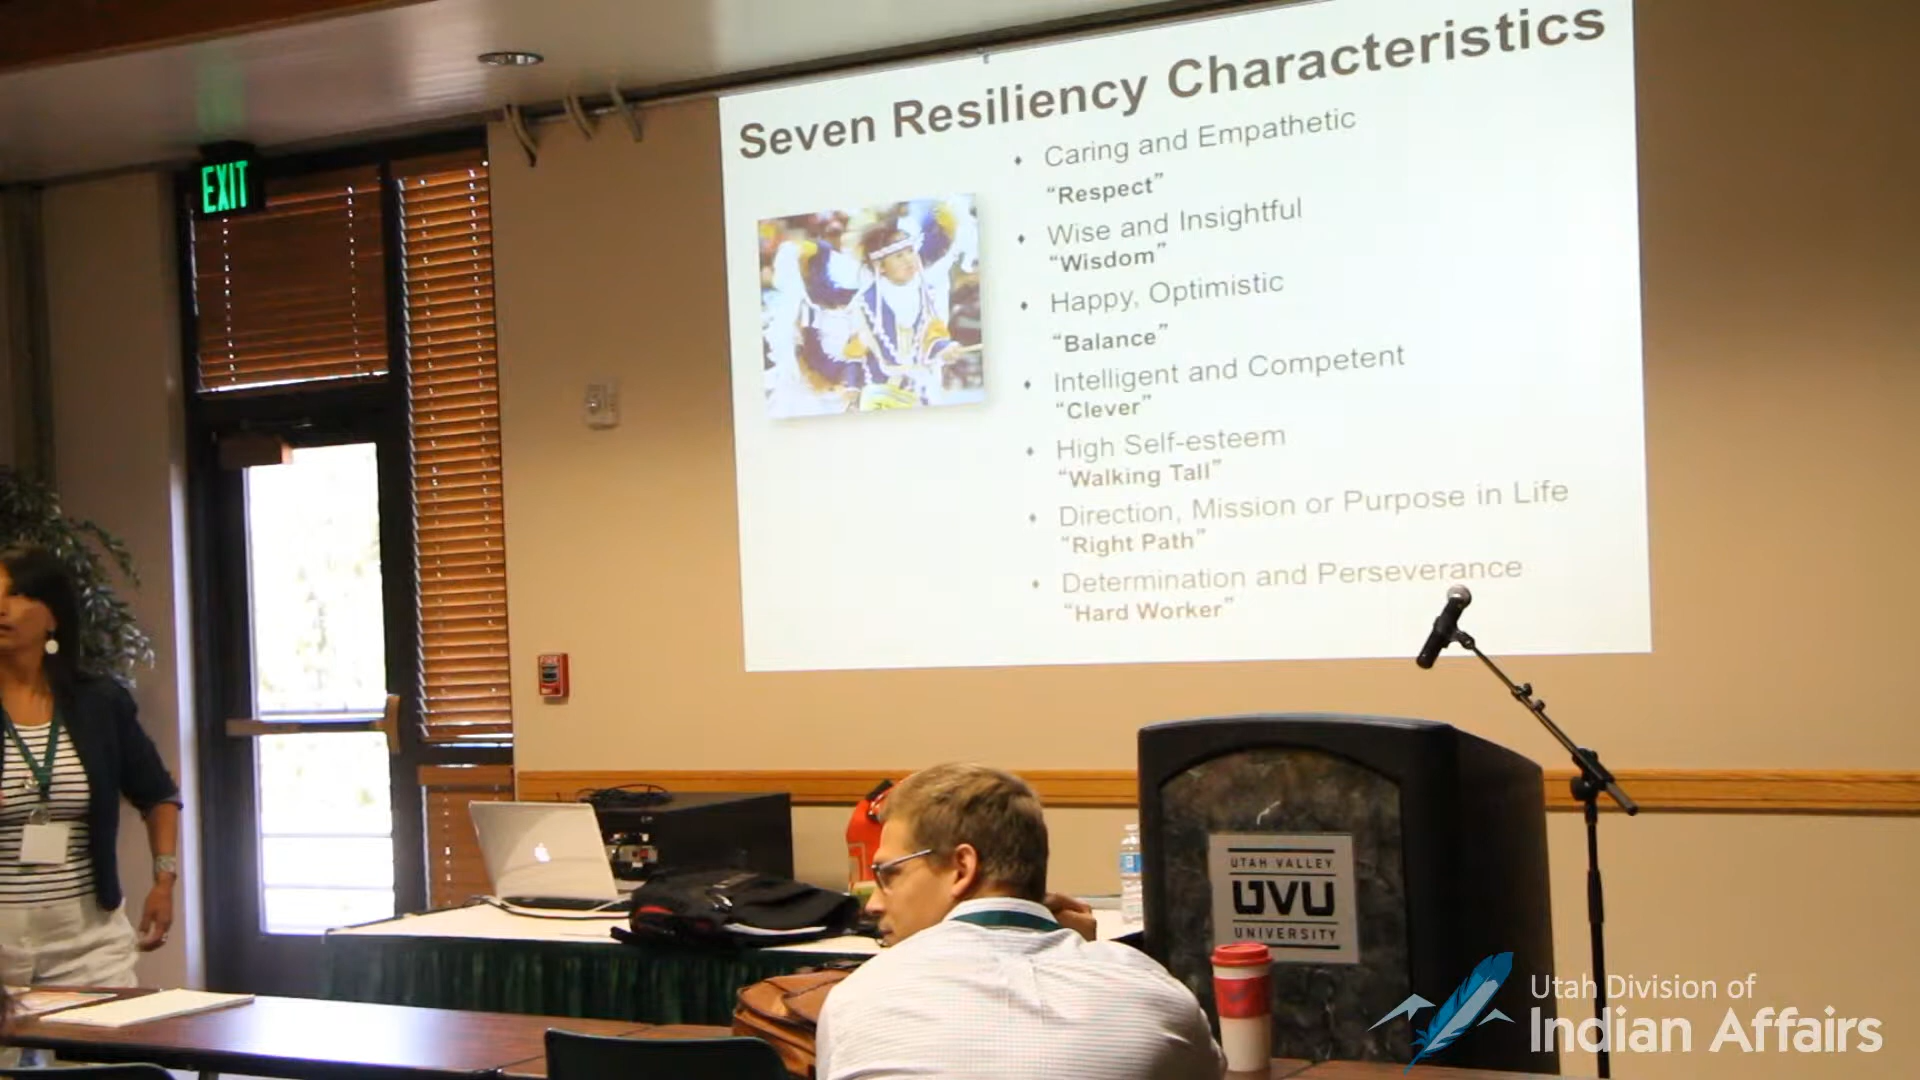 Seven Resiliency Characteristics
EXIT
• Caring and Empathetic
“Respect”
• Wise and Insightful
“Wisdom”
• Happy, Optimistic
“Balance”
• Intelligent and Competent
“Clever”
• High Self-esteem
“Walking Tall”
• Direction, Mission or Purpose in Life
“Right Path”
• Determination and Perseverance
“Hard Worker”
FIRE
UTAH VALLEY
UVU
UNIVERSITY
Utah Division of
Indian Affairs